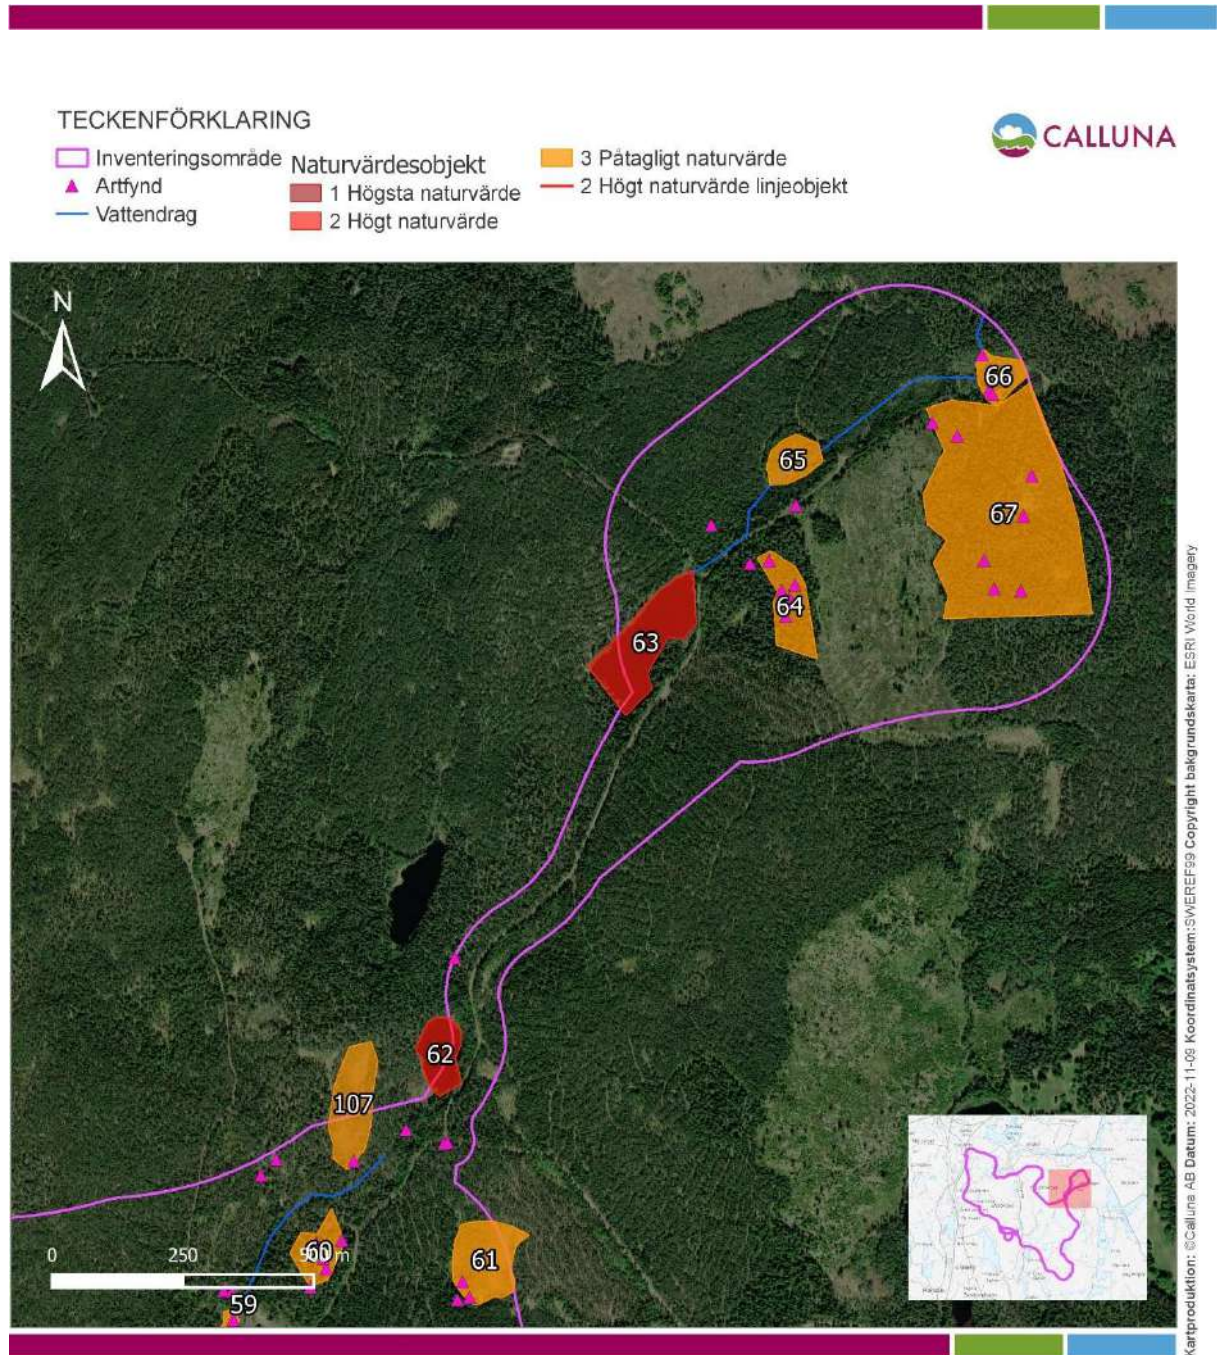 TECKENFÖRKLARING
Inventeringsområde
Artfynd
Vattendrag
Naturvärdesobjekt
1 Högsta naturvärde
2 Högt naturvärde
3 Påtagligt naturvärde
2 Högt naturvärde linjeobjekt
CALLUNA
N
66
65
67
64
63
62
107
60
61
59
0 250 500 m
Kartproduktion: ©Calluna AB Datum: 2022-11-09 Koordinatsystem: SWEREF99 Copyright bakgrundskarta: ESRI World Imagery